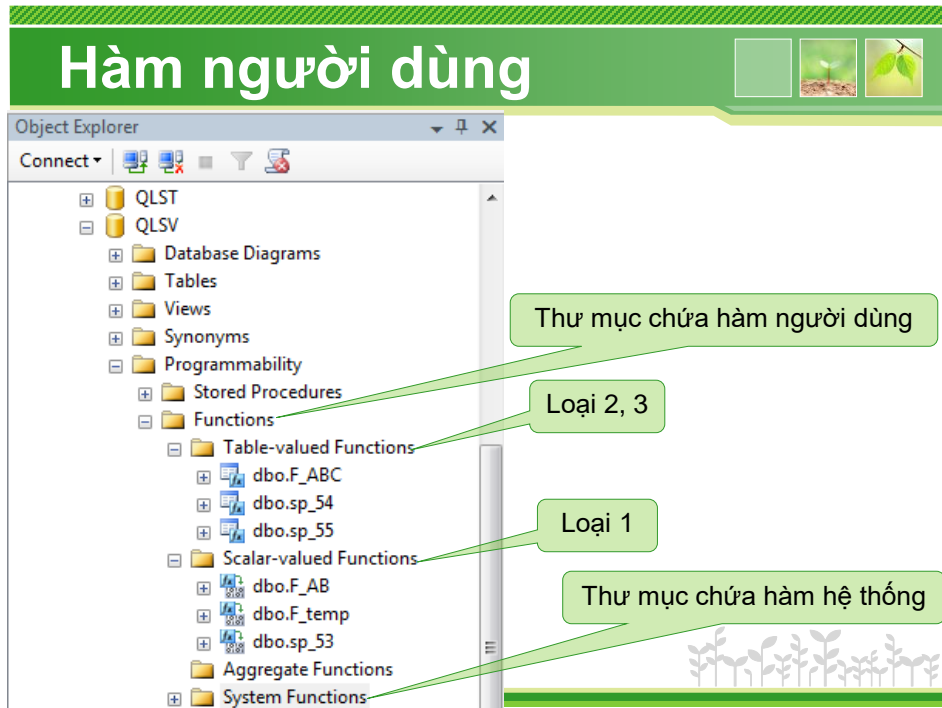 Hàm người dùng
Object Explorer
Connect
QLST
QLSV
Database Diagrams
Tables
Views
Synonyms
Programmability
Stored Procedures
Functions
Table-valued Functions
dbo.F_ABC
dbo.sp_54
dbo.sp_55
Scalar-valued Functions
dbo.F_AB
dbo.F_temp
dbo.sp_53
Aggregate Functions
System Functions
Thư mục chứa hàm người dùng
Loại 2, 3
Loại 1
Thư mục chứa hàm hệ thống